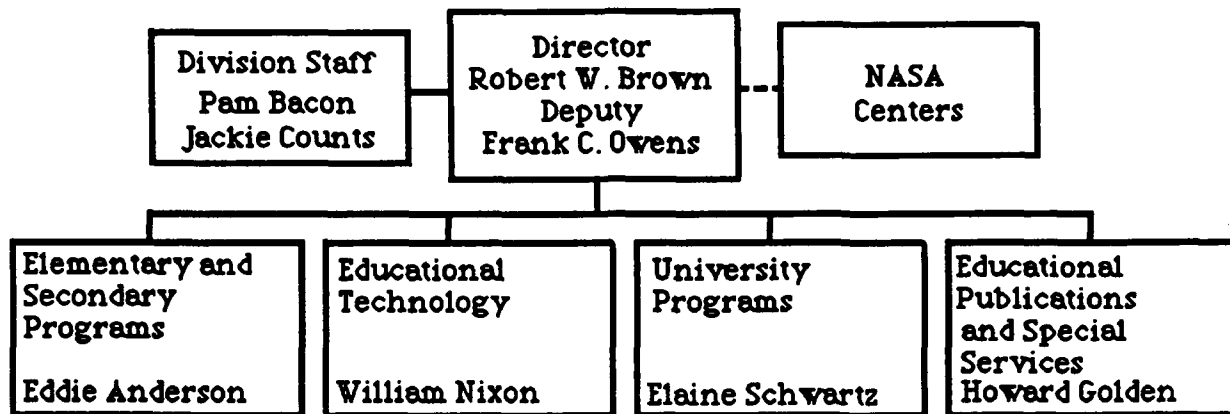 Division Staff
Pam Bacon
Jackie Counts
Director
Robert W. Brown
Deputy
Frank C. Owens
NASA
Centers
Elementary and
Secondary
Programs
Eddie Anderson
Educational
Technology
William Nixon
University
Programs
Elaine Schwartz
Educational
Publications
and Special
Services
Howard Golden